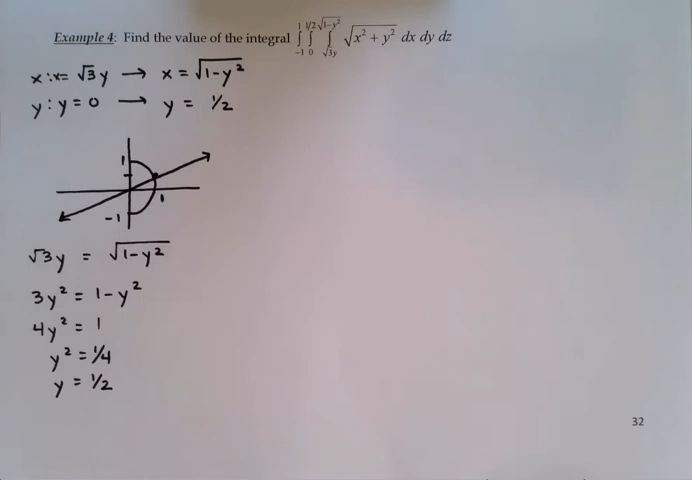 Example 4: Find the value of the integral ∫₋₁¹ ∫₀^{1/2} ∫_{√3y}^{√(1-y²)} √(x² + y²) dx dy dz
x: x = √3 y → x = √(1-y²)
y: y = 0 → y = 1/2
1
1
-1
√3 y = √(1-y²)
3y² = 1-y²
4y² = 1
y² = 1/4
y = 1/2
32